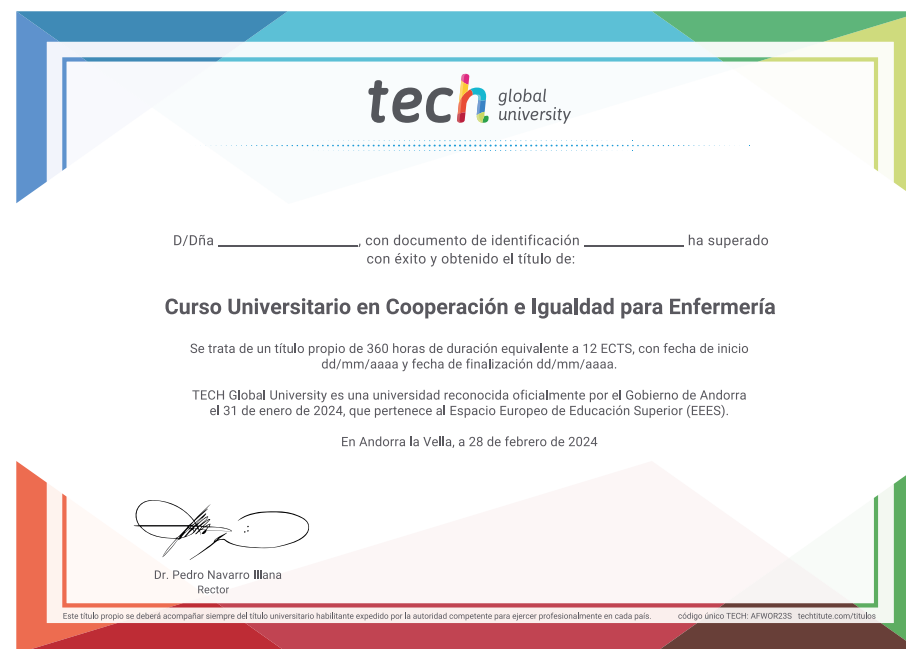 tech global
university
D/Dña ______________, con documento de identificación __________ ha superado
con éxito y obtenido el título de:
Curso Universitario en Cooperación e Igualdad para Enfermería
Se trata de un título propio de 360 horas de duración equivalente a 12 ECTS, con fecha de inicio
dd/mm/aaaa y fecha de finalización dd/mm/aaaa.
TECH Global University es una universidad reconocida oficialmente por el Gobierno de Andorra
el 31 de enero de 2024, que pertenece al Espacio Europeo de Educación Superior (EEES).
En Andorra la Vella, a 28 de febrero de 2024
Dr. Pedro Navarro Illana
Rector
Este título propio se deberá acompañar siempre del título universitario habilitante expedido por la autoridad competente para ejercer profesionalmente en cada país. código único TECH: AFWOR23S techtitute.com/titulos